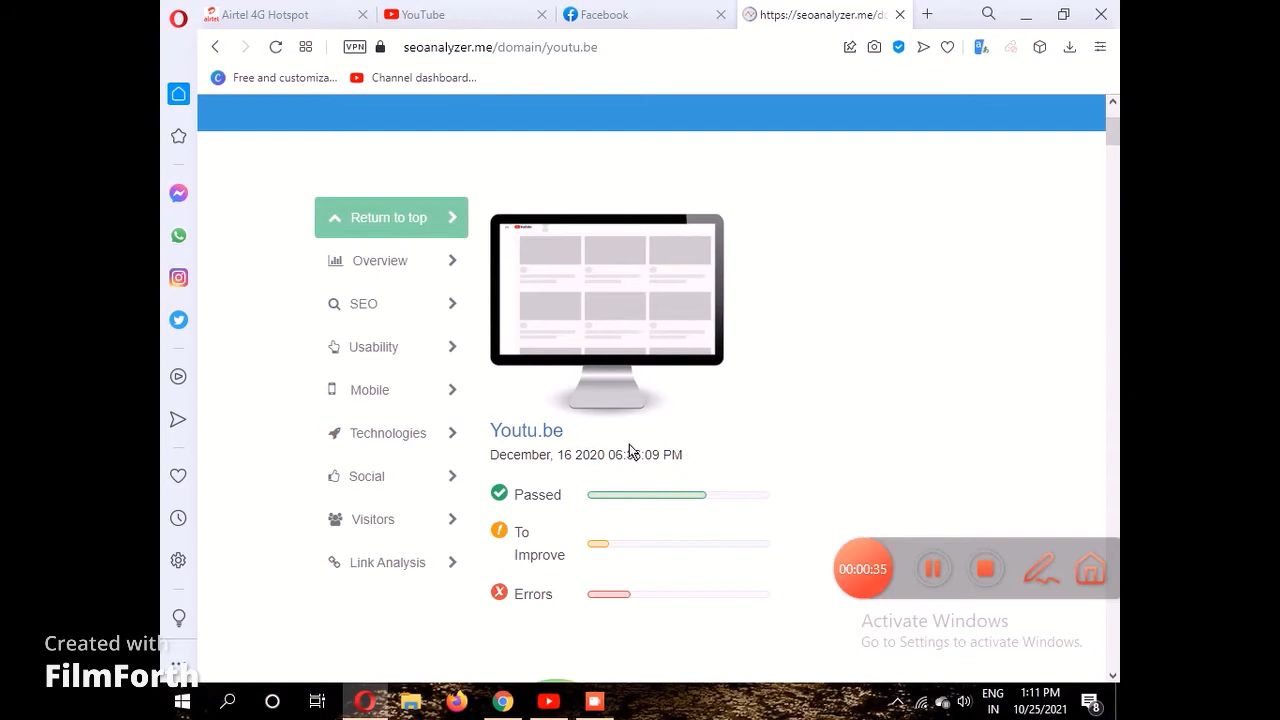 Airtel 4G Hotspot
YouTube
Facebook
https://seoanalyzer.me/do
VPN
seoanalyzer.me/domain/youtu.be
Free and customiza...
Channel dashboard...
Return to top
Overview
SEO
Usability
Mobile
Technologies
Social
Visitors
Link Analysis
Youtu.be
December, 16 2020 06: :09 PM
Passed
To
Improve
Errors
00:00:35
Activate Windows
Go to Settings to activate Windows.
Created with
FilmForth
ENG
IN
1:11 PM
10/25/2021
8